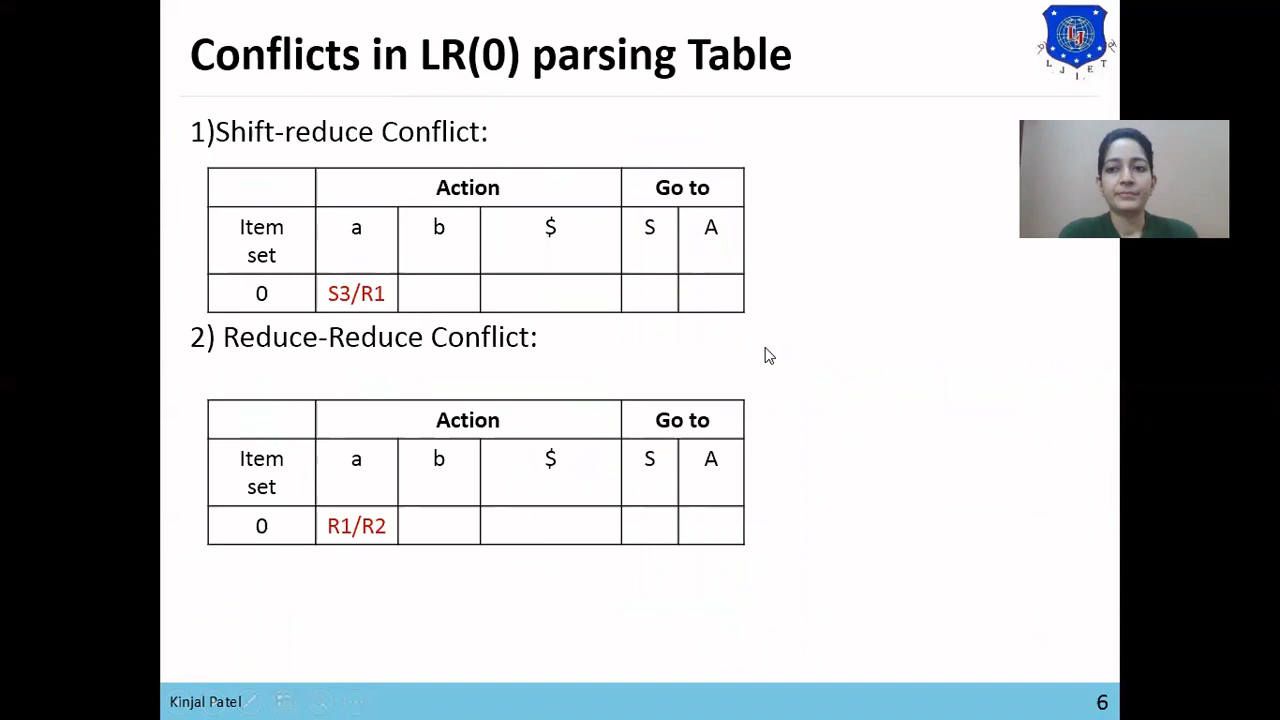 Conflicts in LR(0) parsing Table
L J I E T
1)Shift-reduce Conflict:
Action Go to
Item set a b $ S A
0 S3/R1
2) Reduce-Reduce Conflict:
Action Go to
Item set a b $ S A
0 R1/R2
Kinjal Patel 6